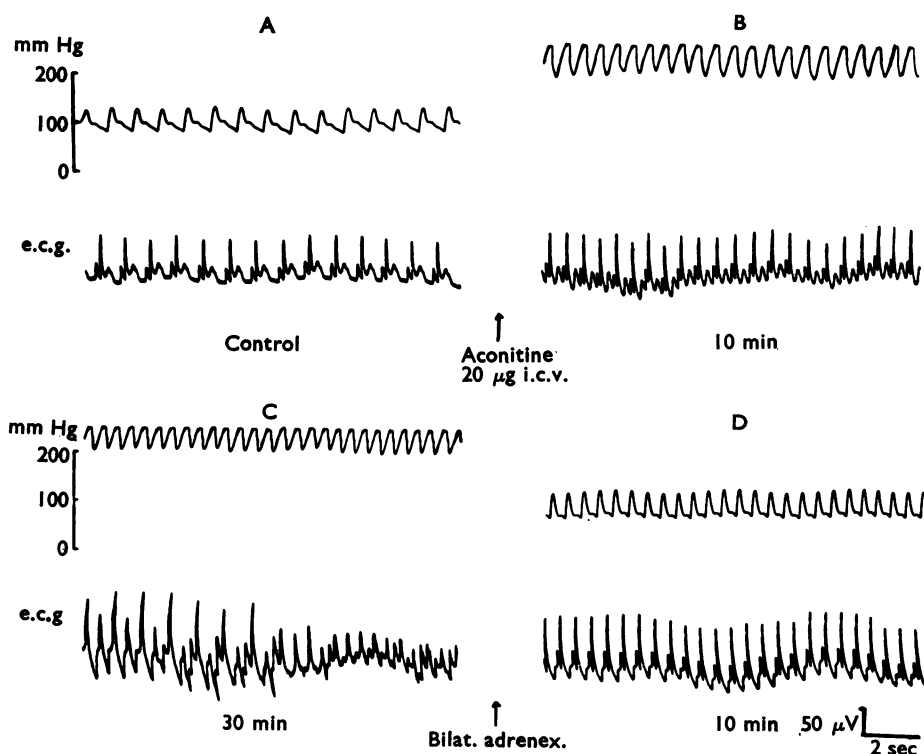 A
B
mm Hg
200
100
0
e.c.g.
Control
Aconitine
20 μg i.c.v.
10 min
C
D
mm Hg
200
100
0
e.c.g
30 min
Bilat. adrenex.
10 min 50 μV
2 sec